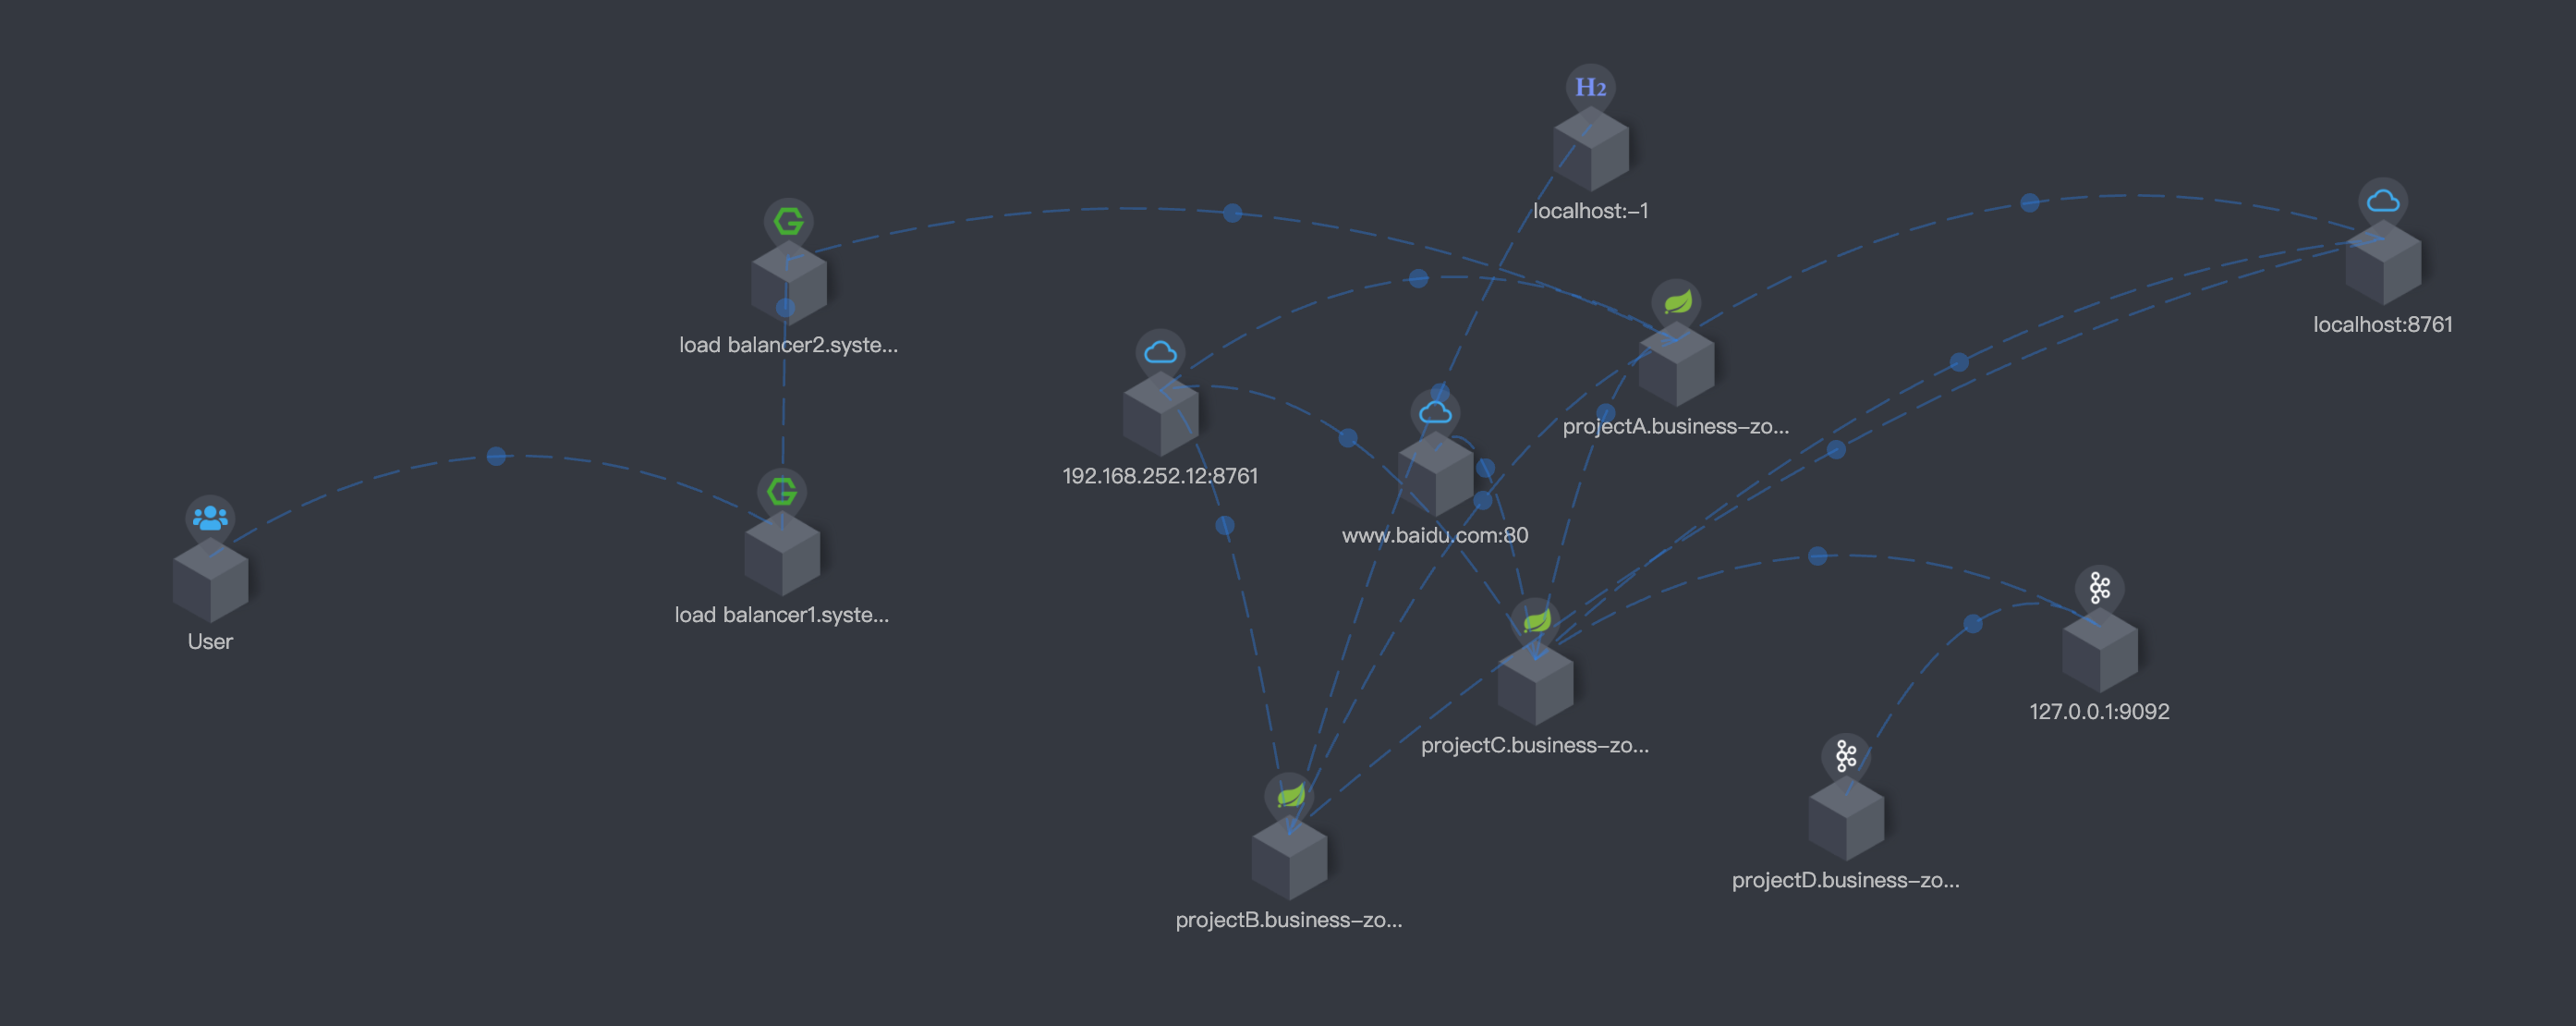 H2
localhost:-1
localhost:8761
load balancer2.syste...
projectA.business-zo...
192.168.252.12:8761
www.baidu.com:80
load balancer1.syste...
User
127.0.0.1:9092
projectC.business-zo...
projectD.business-zo...
projectB.business-zo...